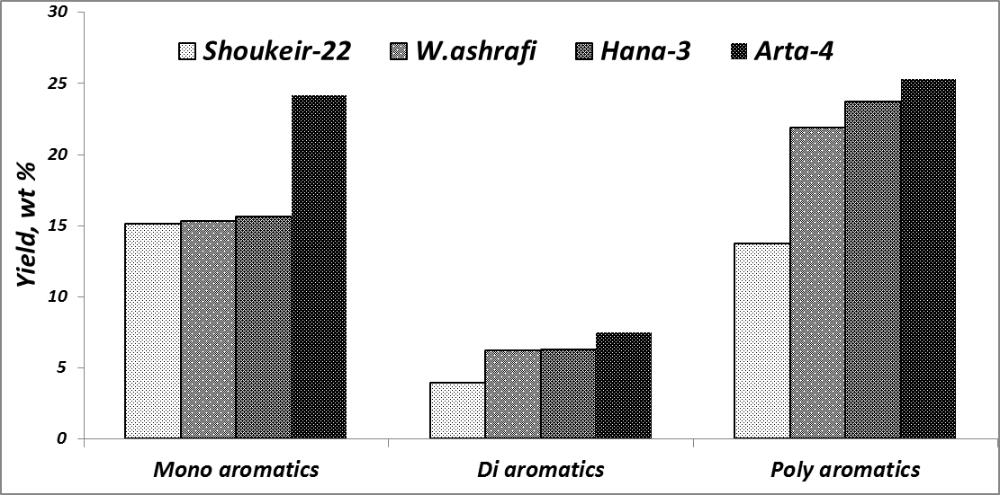 30
25
20
15
10
5
0
Yield, wt %
Shoukeir-22 W.ashrafi Hana-3 Arta-4
Mono aromatics Di aromatics Poly aromatics